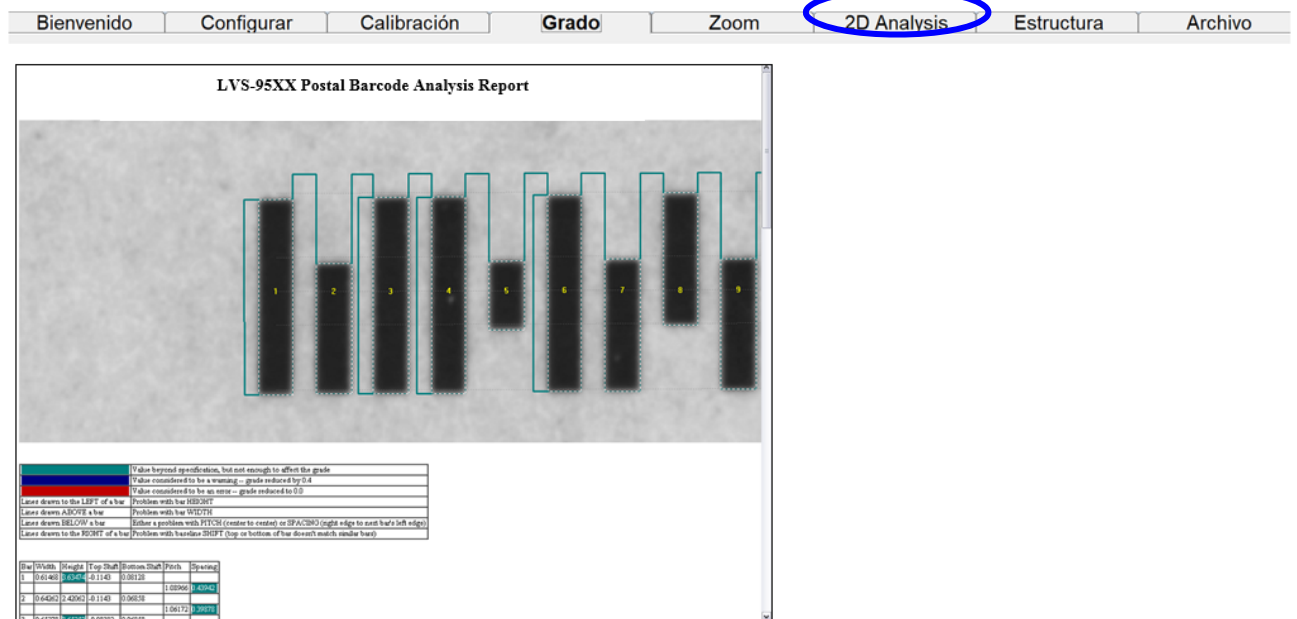 Bienvenido Configurar Calibración Grado Zoom 2D Analysis Estructura Archivo
LVS-95XX Postal Barcode Analysis Report
1 2 3 4 5 6 7 8 9
Value beyond specification, but not enough to affect the grade
Value considered to be a warning -- grade reduced by 0.4
Value considered to be an error -- grade reduced to 0.0
Lines drawn to the LEFT of a bar Problem with bar HEIGHT
Lines drawn ABOVE a bar Problem with bar WIDTH
Lines drawn BELOW a bar Either a problem with PITCH (center to center) or SPACING (right edge to next bar's left edge)
Lines drawn to the RIGHT of a bar Problem with baseline SHIFT (top or bottom of bar doesn't match similar bars)
Bar Width Height Top Shift Bottom Shift Pitch Spacing
1 0.61468 3.63474 -0.1143 0.08128
1.08966 0.43942
2 0.64262 2.42062 -0.1143 0.06858
1.06172 0.39878